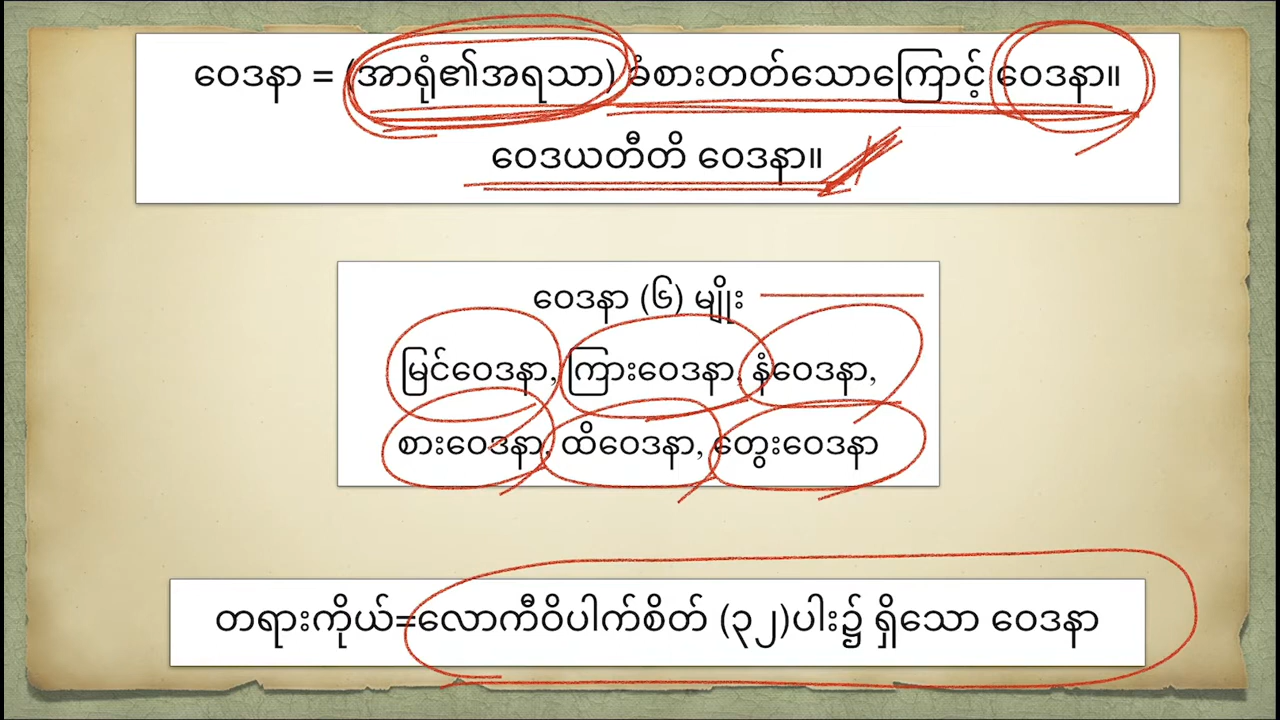 ဝေဒနာ = (အာရုံ၏အရသာ) ခံစားတတ်သောကြောင့် ဝေဒနာ။
ဝေဒယတီတိ ဝေဒနာ။
ဝေဒနာ (၆) မျိုး
မြင်ဝေဒနာ, ကြားဝေဒနာ, နံဝေဒနာ,
စားဝေဒနာ, ထိဝေဒနာ, တွေးဝေဒနာ
တရားကိုယ်=လောကီဝိပါက်စိတ် (၃၂)ပါး၌ ရှိသော ဝေဒနာ